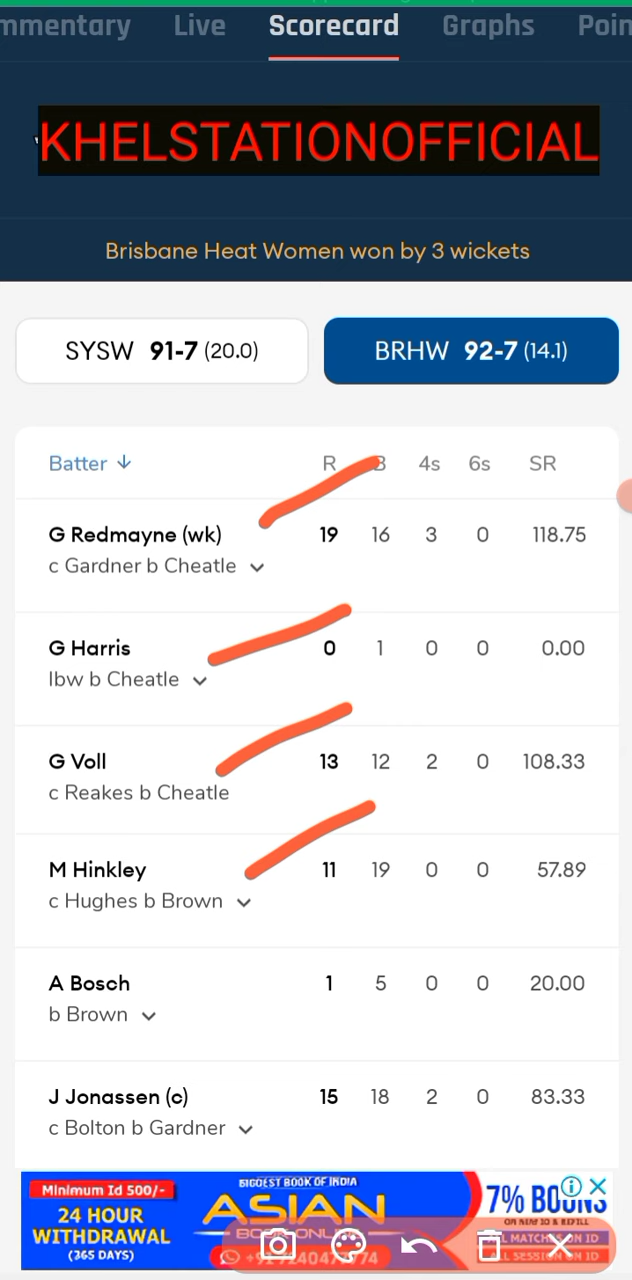 mmentary Live Scorecard Graphs Poin
KHELSTATIONOFFICIAL
Brisbane Heat Women won by 3 wickets
SYSW 91-7 (20.0) BRHW 92-7 (14.1)
Batter R B 4s 6s SR
G Redmayne (wk) 19 16 3 0 118.75
c Gardner b Cheatle
G Harris 0 1 0 0 0.00
lbw b Cheatle
G Voll 13 12 2 0 108.33
c Reakes b Cheatle
M Hinkley 11 19 0 0 57.89
c Hughes b Brown
A Bosch 1 5 0 0 20.00
b Brown
J Jonassen (c) 15 18 2 0 83.33
c Bolton b Gardner
Minimum Id 500/-
24 HOUR
WITHDRAWAL
(365 DAYS)
BIGGEST BOOK OF INDIA
ASIAN
7%